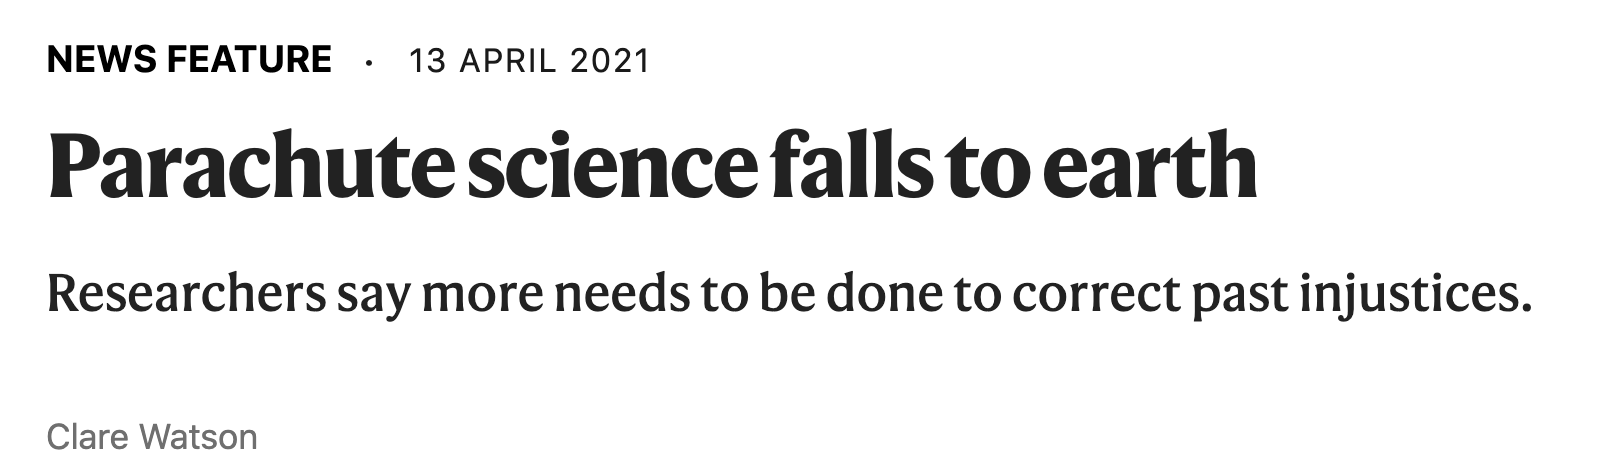 NEWS FEATURE · 13 APRIL 2021
Parachute science falls to earth
Researchers say more needs to be done to correct past injustices.
Clare Watson